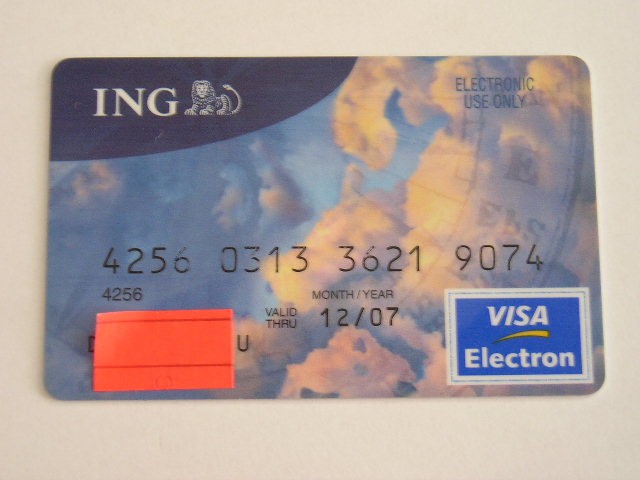 ING
ELECTRONIC
USE ONLY
4256 0313 3621 9074
4256
MONTH/YEAR
VALID
THRU
12/07
VISA
Electron